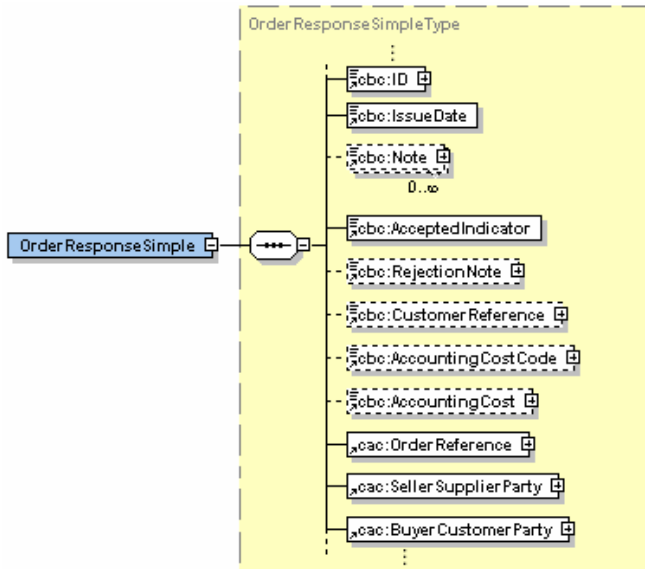 OrderResponseSimpleType
cbc:ID
cbc:IssueDate
cbc:Note
0..∞
OrderResponseSimple
cbc:AcceptedIndicator
cbc:RejectionNote
cbc:CustomerReference
cbc:AccountingCostCode
cbc:AccountingCost
cac:OrderReference
cac:SellerSupplierParty
cac:BuyerCustomerParty